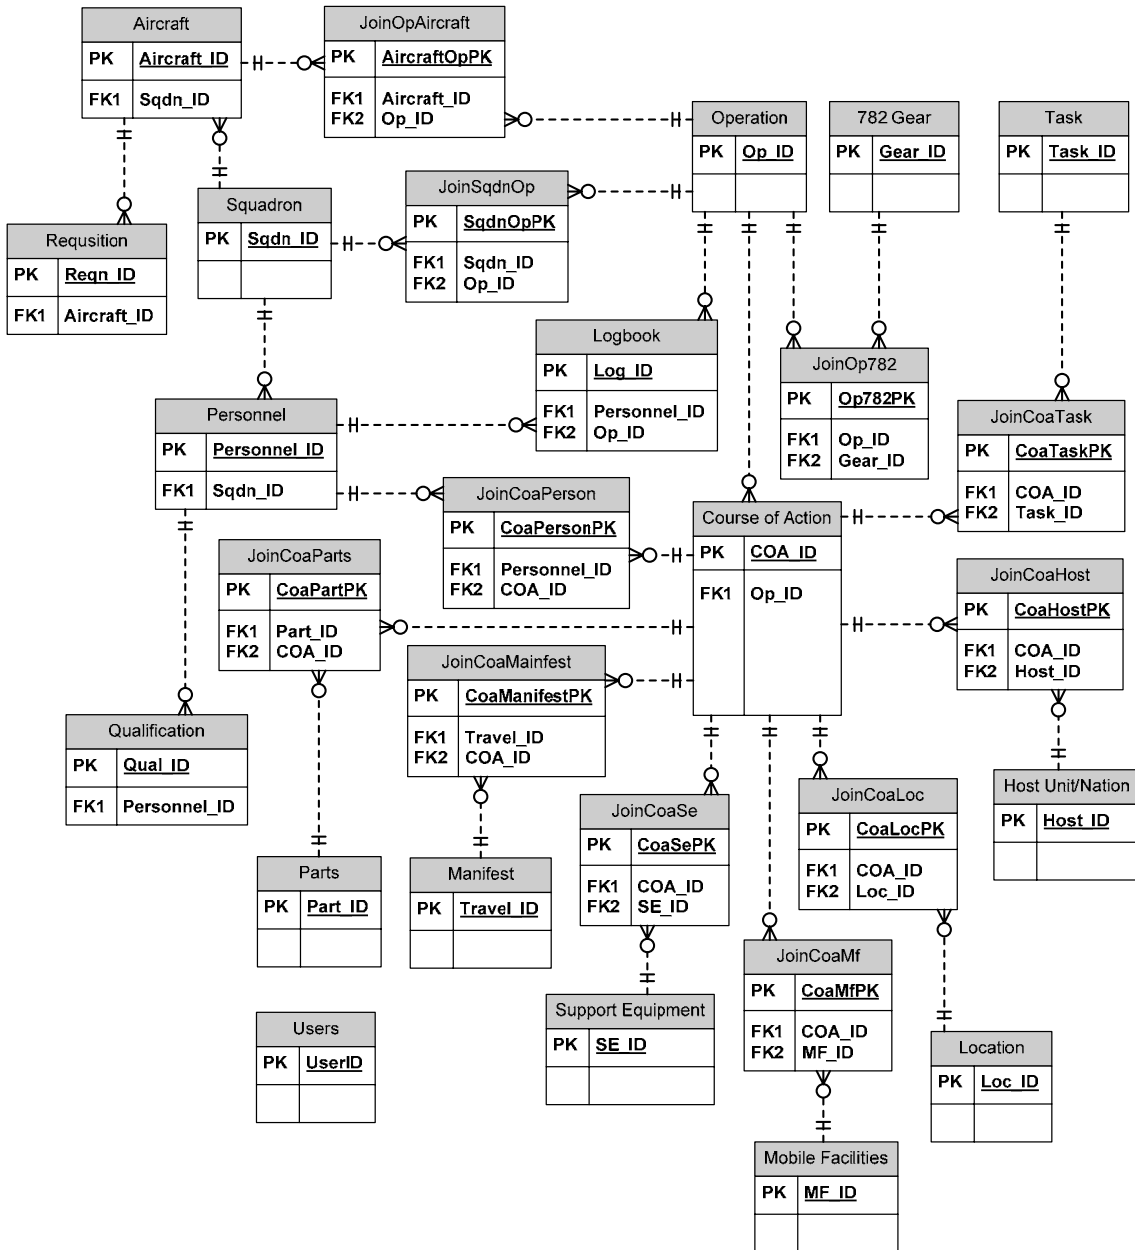 Aircraft
PK Aircraft_ID
FK1 Sqdn_ID
JoinOpAircraft
PK AircraftOpPK
FK1 Aircraft_ID
FK2 Op_ID
Operation
PK Op_ID
782 Gear
PK Gear_ID
Task
PK Task_ID
JoinSqdnOp
PK SqdnOpPK
FK1 Sqdn_ID
FK2 Op_ID
Squadron
PK Sqdn_ID
Requsition
PK Reqn_ID
FK1 Aircraft_ID
Logbook
PK Log_ID
FK1 Personnel_ID
FK2 Op_ID
JoinOp782
PK Op782PK
FK1 Op_ID
FK2 Gear_ID
Personnel
PK Personnel_ID
FK1 Sqdn_ID
JoinCoaTask
PK CoaTaskPK
FK1 COA_ID
FK2 Task_ID
JoinCoaPerson
PK CoaPersonPK
FK1 Personnel_ID
FK2 COA_ID
Course of Action
PK COA_ID
FK1 Op_ID
JoinCoaParts
PK CoaPartPK
FK1 Part_ID
FK2 COA_ID
JoinCoaHost
PK CoaHostPK
FK1 COA_ID
FK2 Host_ID
JoinCoaMainfest
PK CoaManifestPK
FK1 Travel_ID
FK2 COA_ID
Qualification
PK Qual_ID
FK1 Personnel_ID
JoinCoaSe
PK CoaSePK
FK1 COA_ID
FK2 SE_ID
JoinCoaLoc
PK CoaLocPK
FK1 COA_ID
FK2 Loc_ID
Host Unit/Nation
PK Host_ID
Parts
PK Part_ID
Manifest
PK Travel_ID
JoinCoaMf
PK CoaMfPK
FK1 COA_ID
FK2 MF_ID
Users
PK UserID
Support Equipment
PK SE_ID
Location
PK Loc_ID
Mobile Facilities
PK MF_ID